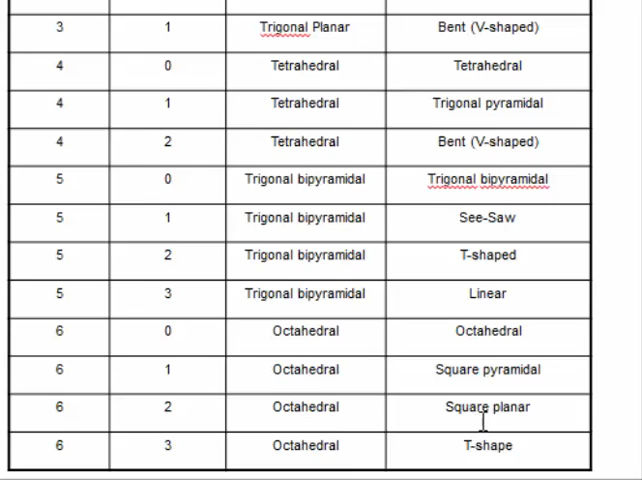 3 1 Trigonal Planar Bent (V-shaped)
4 0 Tetrahedral Tetrahedral
4 1 Tetrahedral Trigonal pyramidal
4 2 Tetrahedral Bent (V-shaped)
5 0 Trigonal bipyramidal Trigonal bipyramidal
5 1 Trigonal bipyramidal See-Saw
5 2 Trigonal bipyramidal T-shaped
5 3 Trigonal bipyramidal Linear
6 0 Octahedral Octahedral
6 1 Octahedral Square pyramidal
6 2 Octahedral Square planar
6 3 Octahedral T-shape